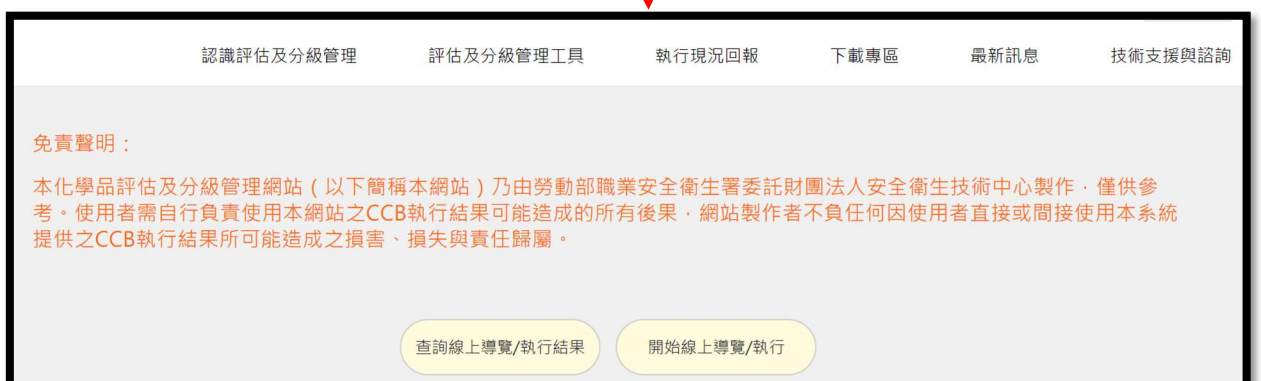 認識評估及分級管理 評估及分級管理工具 執行現況回報 下載專區 最新訊息 技術支援與諮詢
免責聲明：
本化學品評估及分級管理網站（以下簡稱本網站）乃由勞動部職業安全衛生署委託財團法人安全衛生技術中心製作，僅供參
考。使用者需自行負責使用本網站之CCB執行結果可能造成的所有後果，網站製作者不負任何因使用者直接或間接使用本系統
提供之CCB執行結果所可能造成之損害、損失與責任歸屬。
查詢線上導覽/執行結果 開始線上導覽/執行